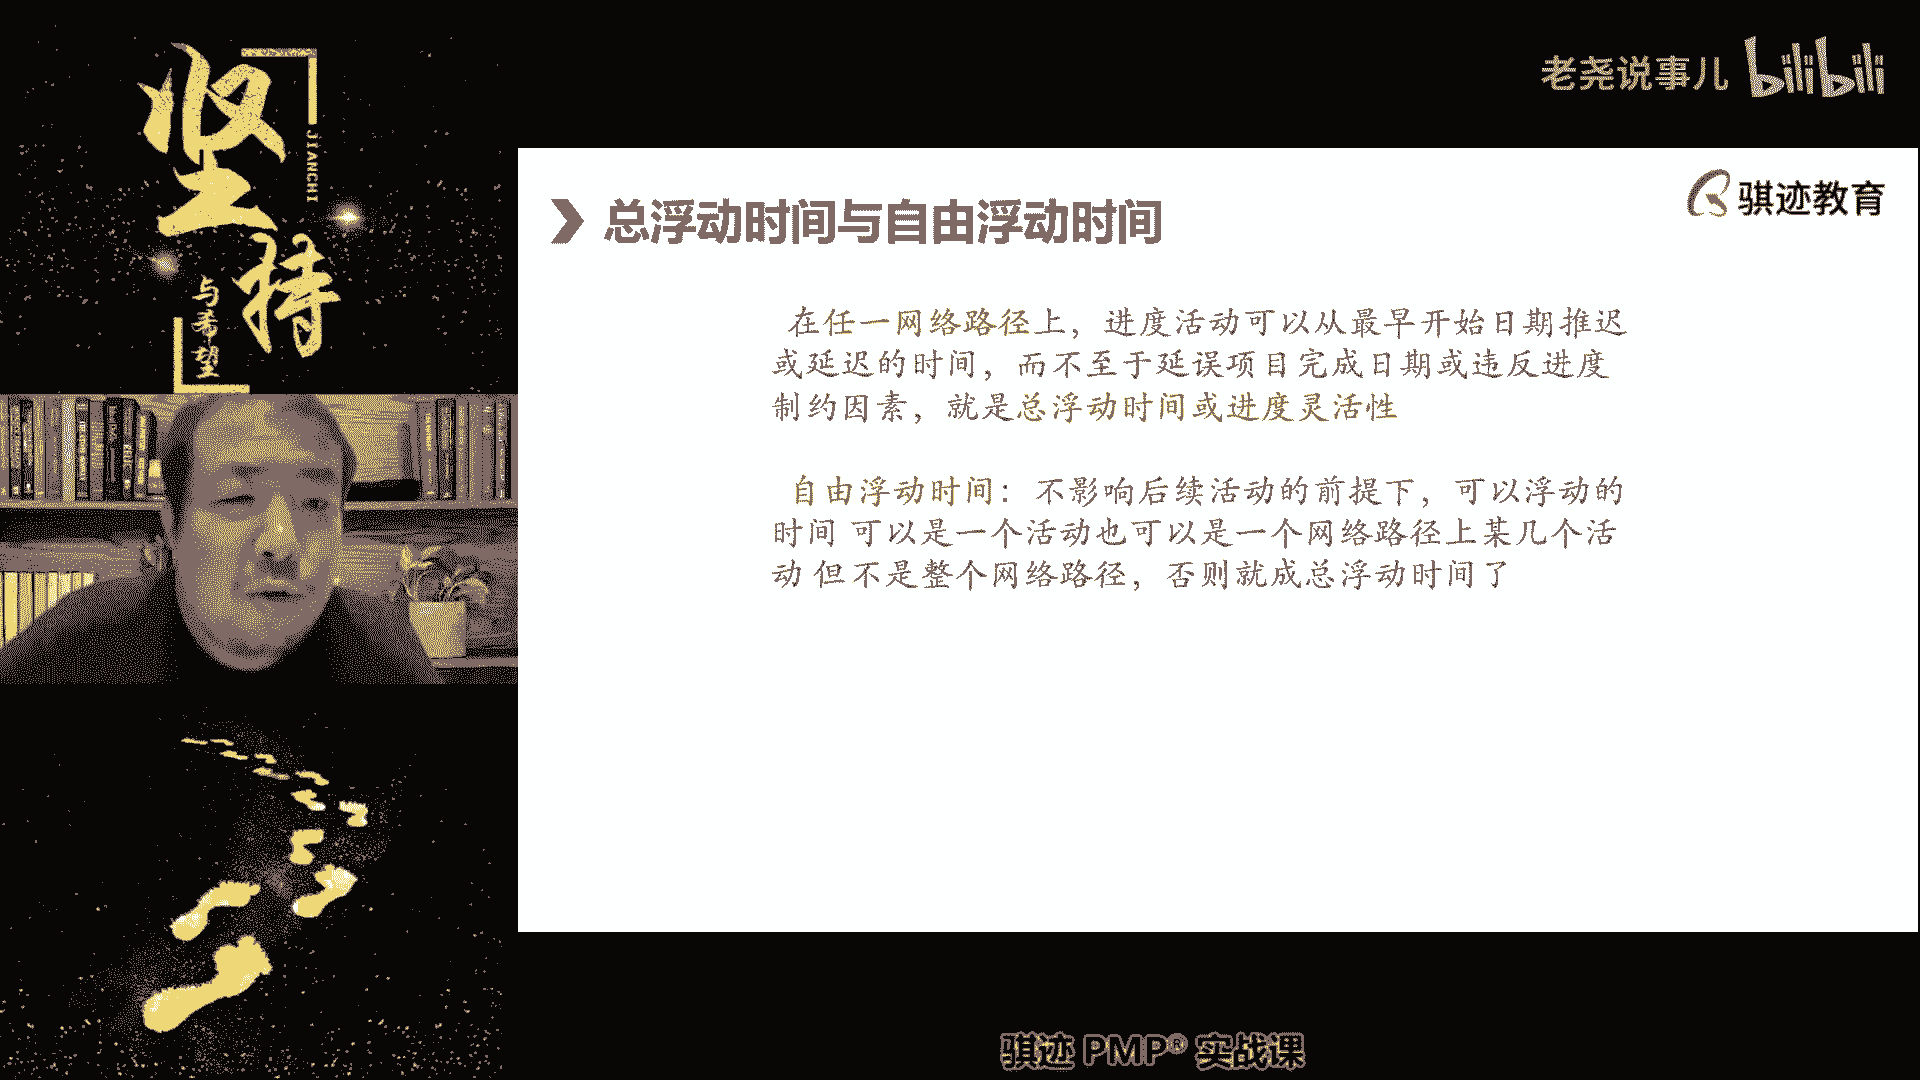 坚持
JIANCHI
与希望
老尧说事儿 bilibili
骐迹教育
总浮动时间与自由浮动时间
在任一网络路径上，进度活动可以从最早开始日期推迟
或延迟的时间，而不至于延误项目完成日期或违反进度
制约因素，就是总浮动时间或进度灵活性
自由浮动时间：不影响后续活动的前提下，可以浮动的
时间 可以是一个活动也可以是一个网络路径上某几个活
动 但不是整个网络路径，否则就成总浮动时间了
骐迹 PMP® 实战课